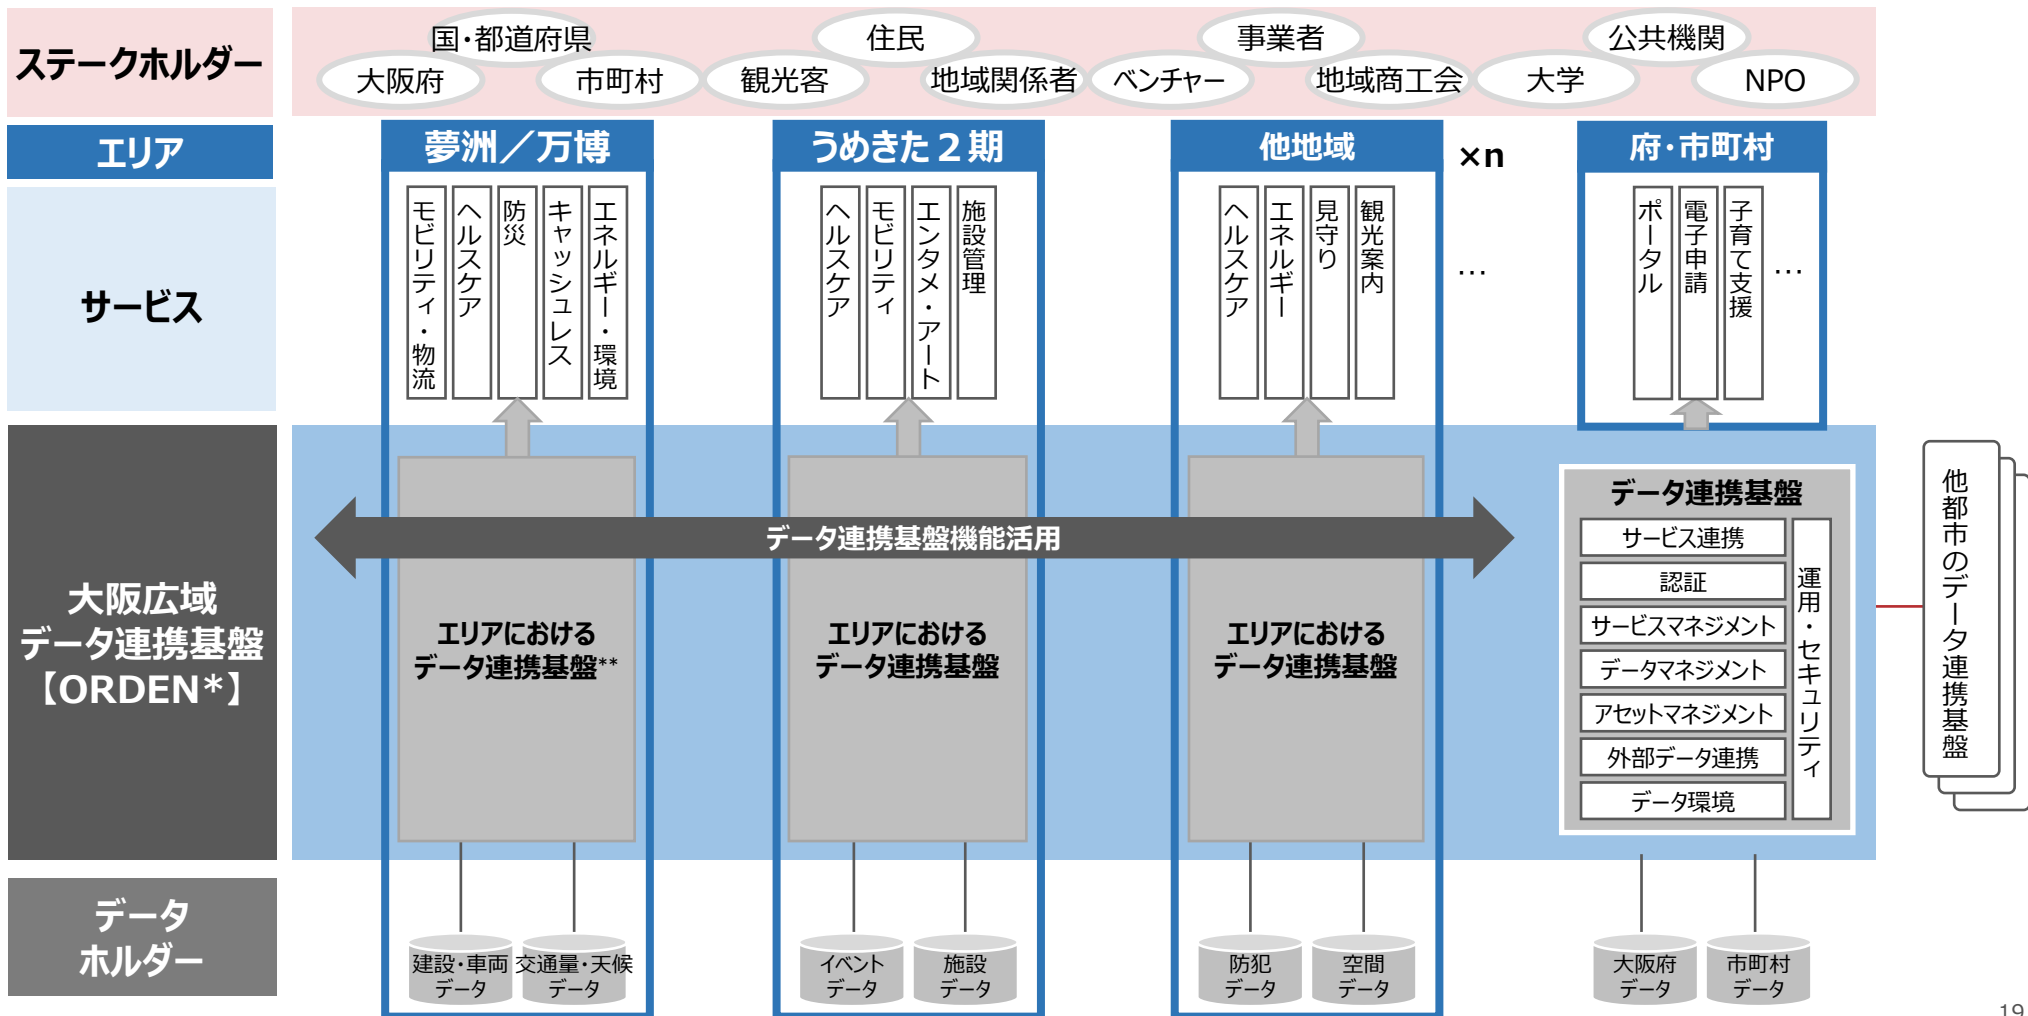 ステークホルダー
国・都道府県
大阪府
市町村
住民
観光客
地域関係者
事業者
ベンチャー
地域商工会
公共機関
大学
NPO
エリア
夢洲／万博
うめきた２期
他地域
×n
府・市町村
サービス
モビリティ・物流
ヘルスケア
防災
キャッシュレス
エネルギー・環境
ヘルスケア
モビリティ
エンタメ・アート
施設管理
ヘルスケア
エネルギー
見守り
観光案内
…
ポータル
電子申請
子育て支援
…
大阪広域
データ連携基盤
【ORDEN*】
データ連携基盤機能活用
エリアにおける
データ連携基盤**
エリアにおける
データ連携基盤
エリアにおける
データ連携基盤
データ連携基盤
サービス連携
認証
サービスマネジメント
データマネジメント
アセットマネジメント
外部データ連携
データ環境
運用・セキュリティ
他都市のデータ連携基盤
データ
ホルダー
建設・車両
データ
交通量・天候
データ
イベント
データ
施設
データ
防犯
データ
空間
データ
大阪府
データ
市町村
データ
19